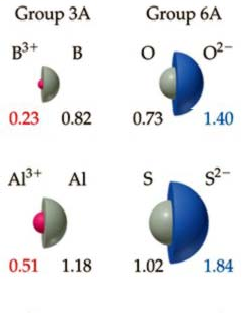 Group 3A Group 6A
B³⁺ B O O²⁻
0.23 0.82 0.73 1.40
Al³⁺ Al S S²⁻
0.51 1.18 1.02 1.84